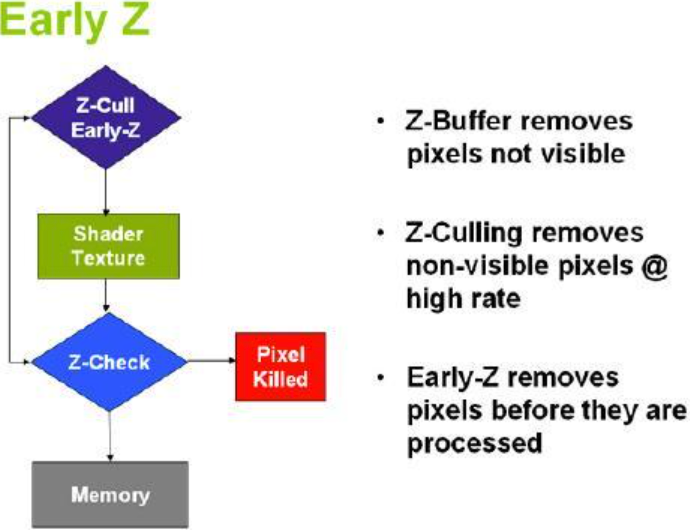 Early Z
Z-Cull
Early-Z
Shader
Texture
Z-Check
Pixel
Killed
Memory
• Z-Buffer removes
pixels not visible
• Z-Culling removes
non-visible pixels @
high rate
• Early-Z removes
pixels before they are
processed